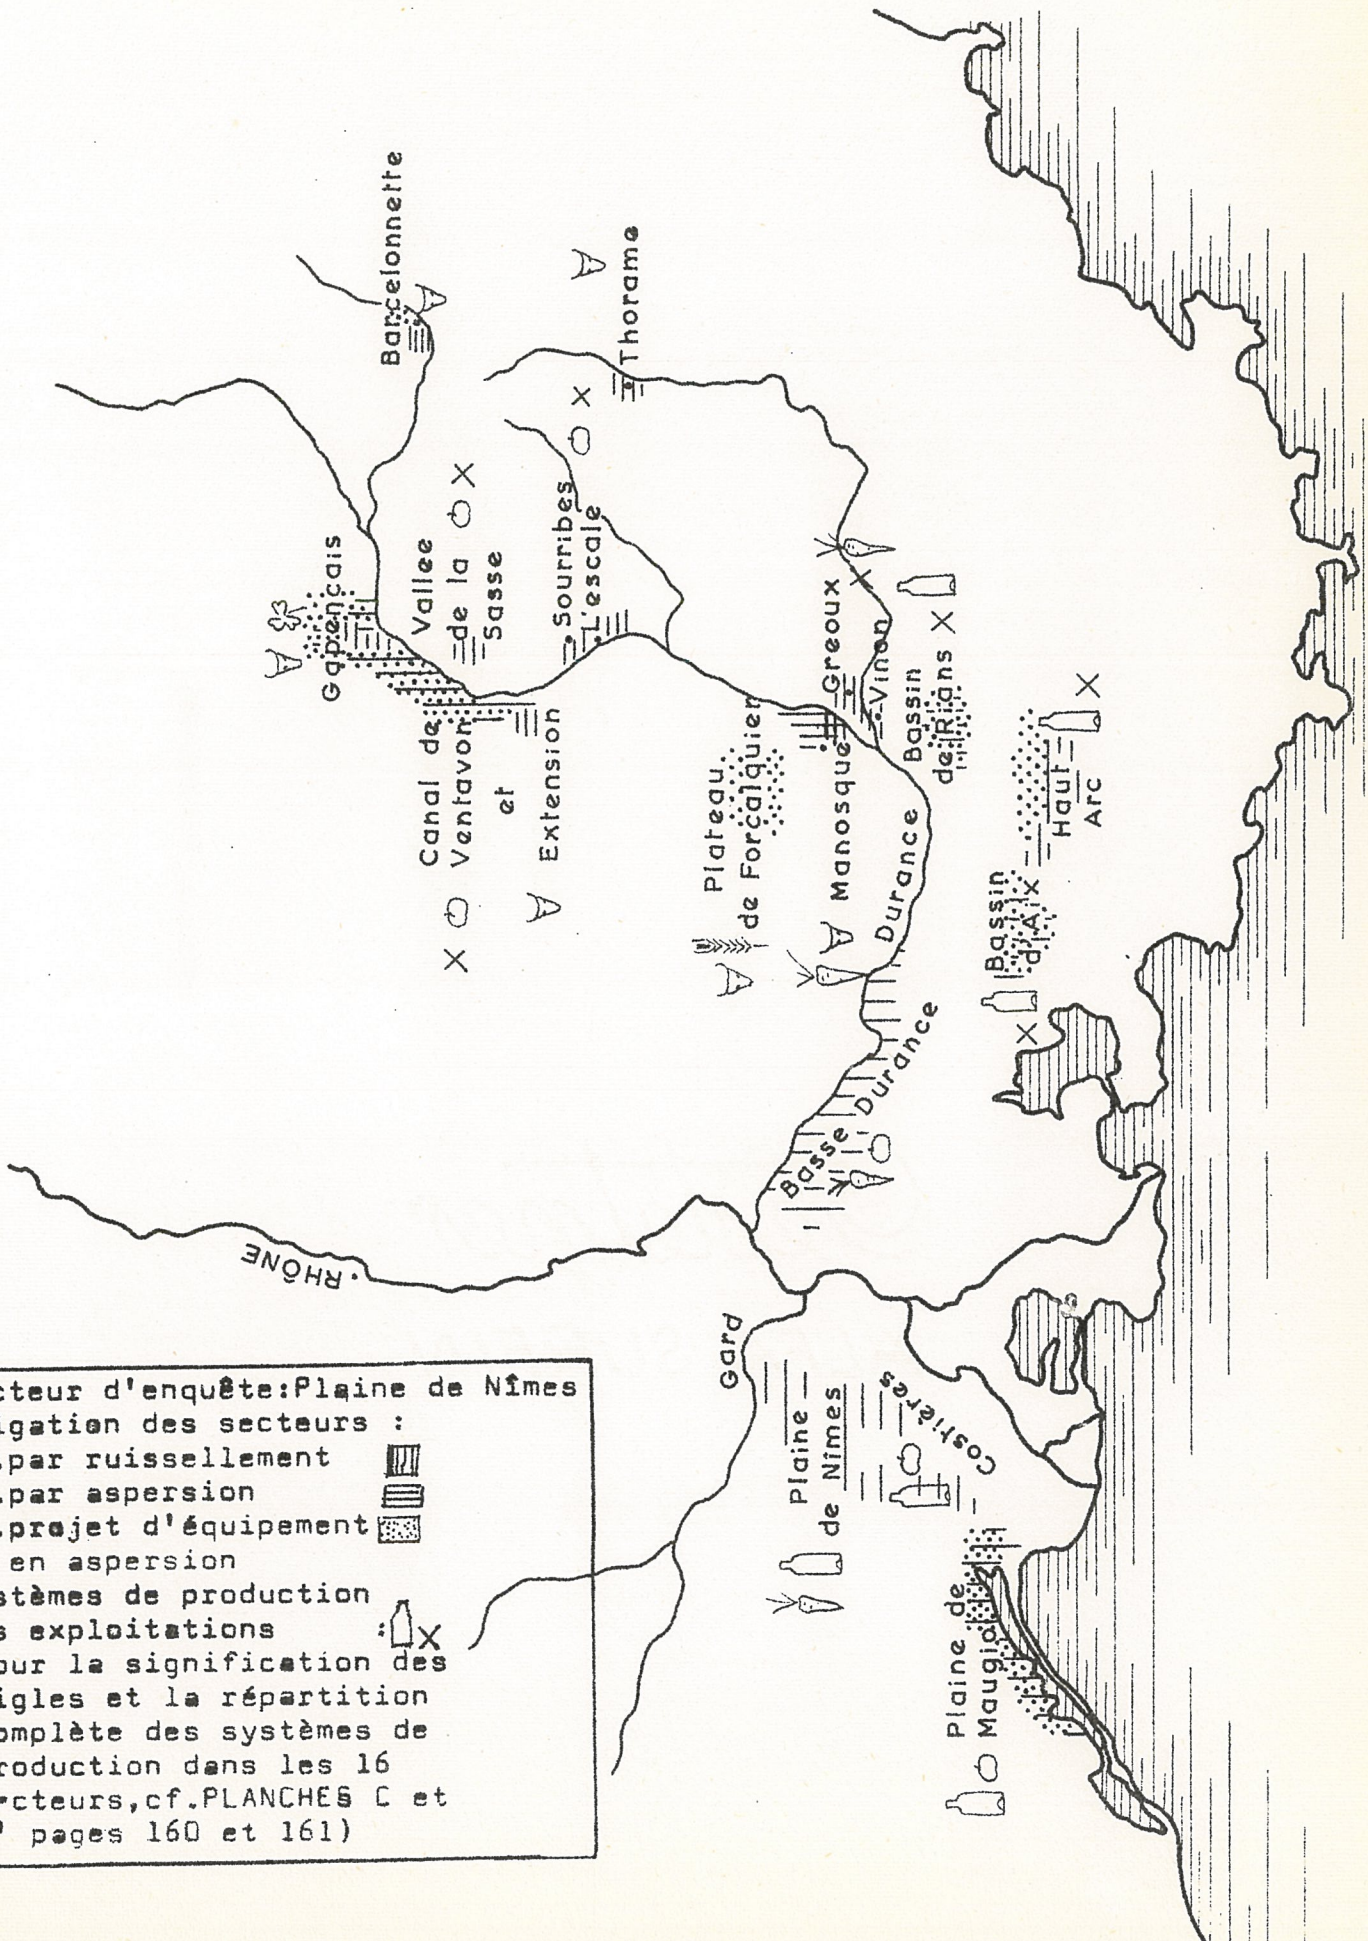 Barcelonnette
Thorame
Gapençais
Vallee
de la
Sasse
Sourribes
L'escale
Canal de
Ventavon
et
Extension
Plateau
de Forcalquier
Manosque
Greoux
Vinon
Bassin
de Rians
Haut
Arc
Bassin
d'Aix
Durance
Basse Durance
RHÔNE
Gard
Plaine
de Nimes
Costières
Plaine de
cteur d'enquête:Plaine de Nîmes
igation des secteurs :
.par ruissellement
.par aspersion
.projet d'équipement
en aspersion
stèmes de production
s exploitations :
our la signification des
igles et la répartition
omplète des systèmes de
roduction dans les 16
cteurs,cf.PLANCHES C et
' pages 160 et 161)